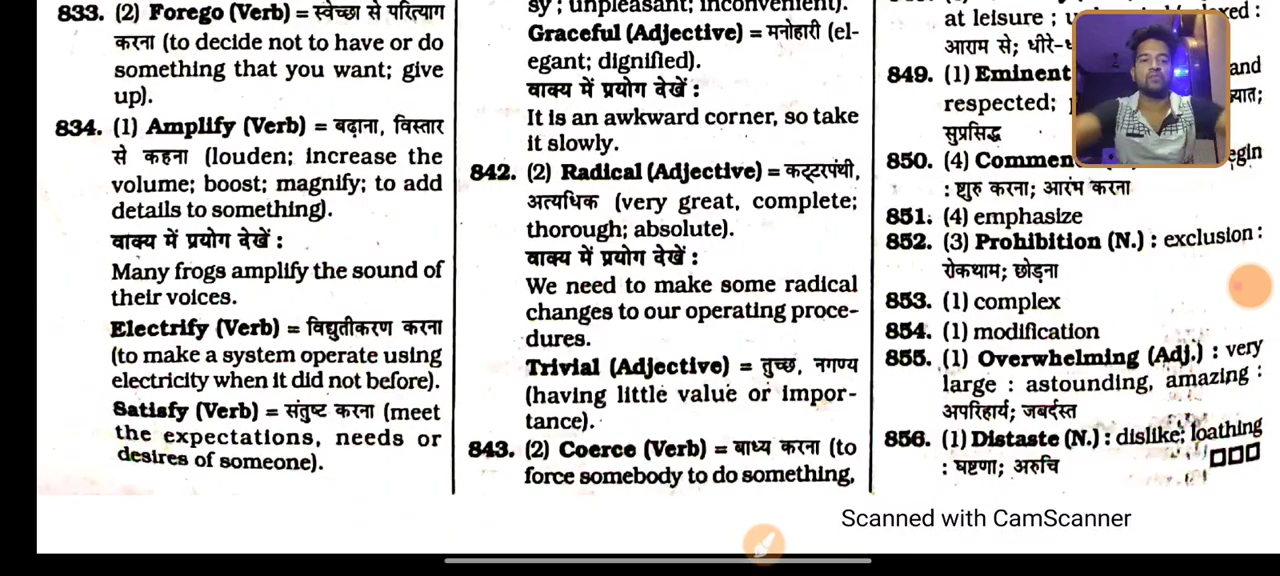 833. (2) Forego (Verb) = स्वेच्छा से परित्याग
करना (to decide not to have or do
something that you want; give
up).
834. (1) Amplify (Verb) = बढ़ाना, विस्तार
से कहना (louden; increase the
volume; boost; magnify; to add
details to something).
वाक्य में प्रयोग देखें :
Many frogs amplify the sound of
their voices.
Electrify (Verb) = विद्युतीकरण करना
(to make a system operate using
electricity when it did not before).
Satisfy (Verb) = संतुष्ट करना (meet
the expectations, needs or
desires of someone).
sy ; unpleasant; inconvenient).
Graceful (Adjective) = मनोहारी (el-
egant; dignified).
वाक्य में प्रयोग देखें :
It is an awkward corner, so take
it slowly.
842. (2) Radical (Adjective) = कट्टरपंथी,
अत्यधिक (very great, complete;
thorough; absolute).
वाक्य में प्रयोग देखें :
We need to make some radical
changes to our operating proce-
dures.
Trivial (Adjective) = तुच्छ, नगण्य
(having little value or impor-
tance).
843. (2) Coerce (Verb) = बाध्य करना (to
force somebody to do something,
at leisure ;
आराम से;
849. (1) Eminent and
respected;
सुप्रसिद्ध
850. (4)
: शुरु करना; आरंभ करना
851. (4) emphasize
852. (3) Prohibition (N.) : exclusion :
रोकथाम; छोड़ना
853. (1) complex
854. (1) modification
855. (1) Overwhelming (Adj.) : very
large : astounding, amazing :
अपरिहार्य; जबर्दस्त
856. (1) Distaste (N.) : dislike; loathing
: घष्टणा; अरुचि
Scanned with CamScanner